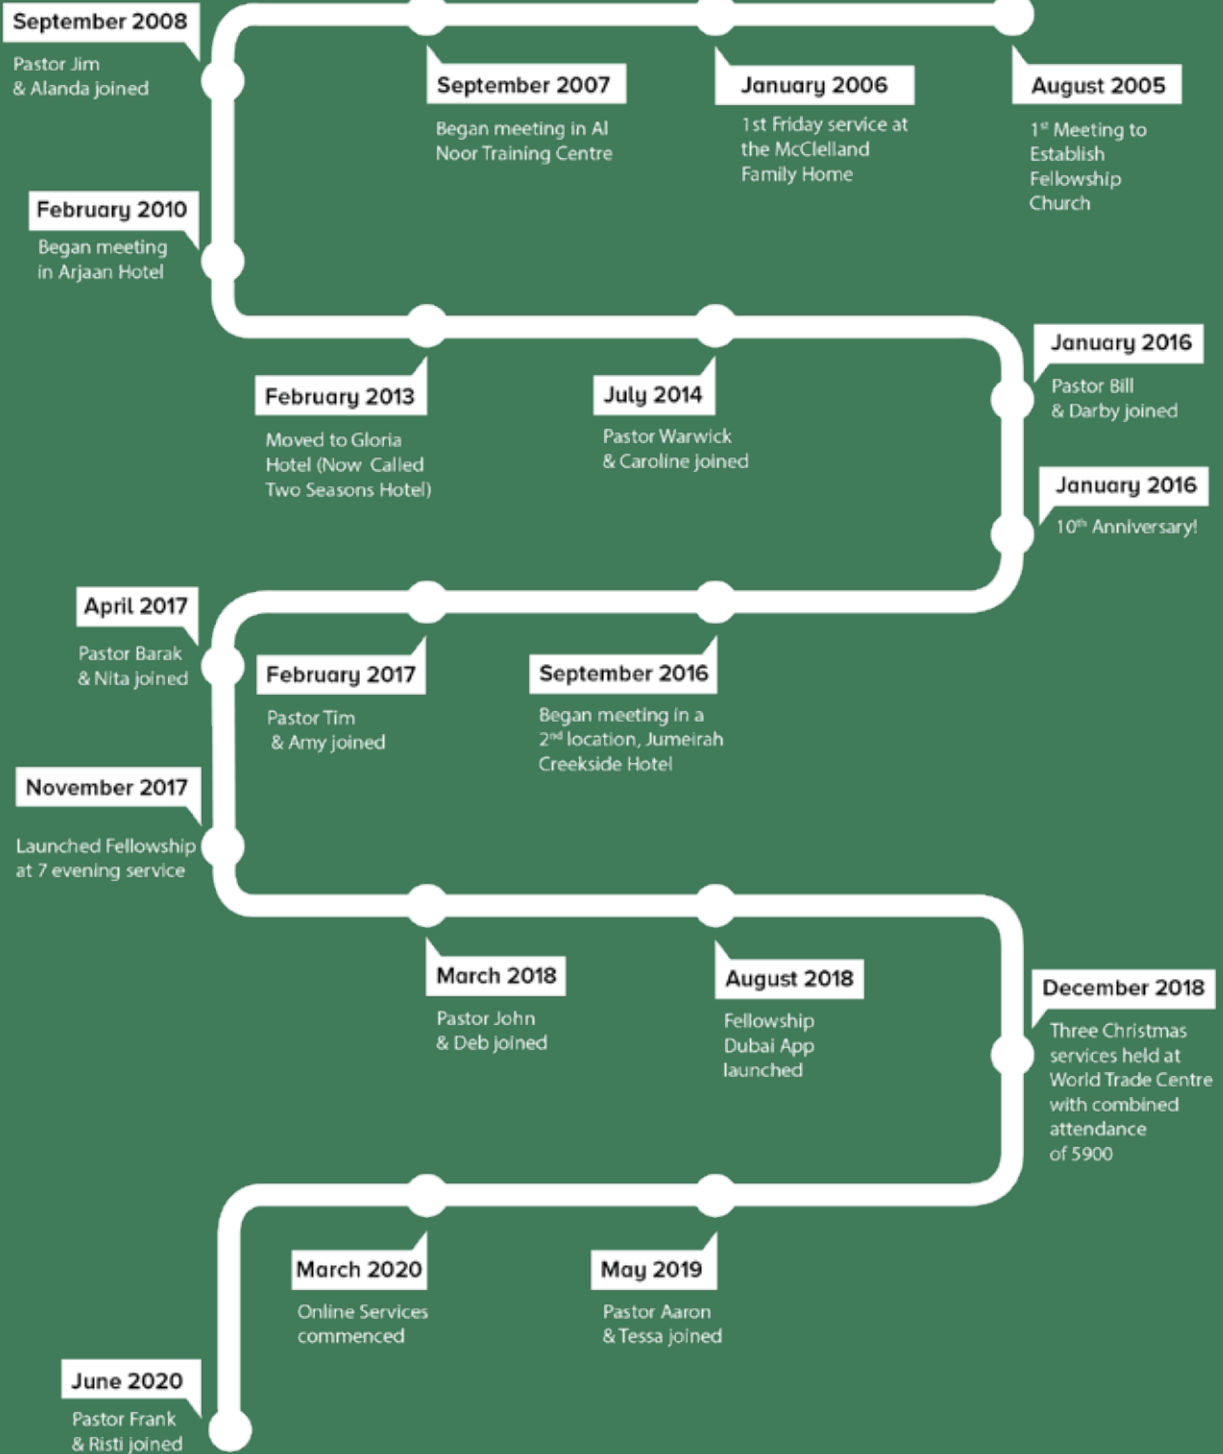 August 2005
1st Meeting to
Establish
Fellowship
Church
January 2006
1st Friday service at
the McClelland
Family Home
September 2007
Began meeting in Al
Noor Training Centre
September 2008
Pastor Jim
& Alanda joined
February 2010
Began meeting
in Arjaan Hotel
February 2013
Moved to Gloria
Hotel (Now Called
Two Seasons Hotel)
July 2014
Pastor Warwick
& Caroline joined
January 2016
Pastor Bill
& Darby joined
January 2016
10th Anniversary!
September 2016
Began meeting in a
2nd location, Jumeirah
Creekside Hotel
February 2017
Pastor Tim
& Amy joined
April 2017
Pastor Barak
& Nita joined
November 2017
Launched Fellowship
at 7 evening service
March 2018
Pastor John
& Deb joined
August 2018
Fellowship
Dubai App
launched
December 2018
Three Christmas
services held at
World Trade Centre
with combined
attendance
of 5900
May 2019
Pastor Aaron
& Tessa joined
March 2020
Online Services
commenced
June 2020
Pastor Frank
& Risti joined